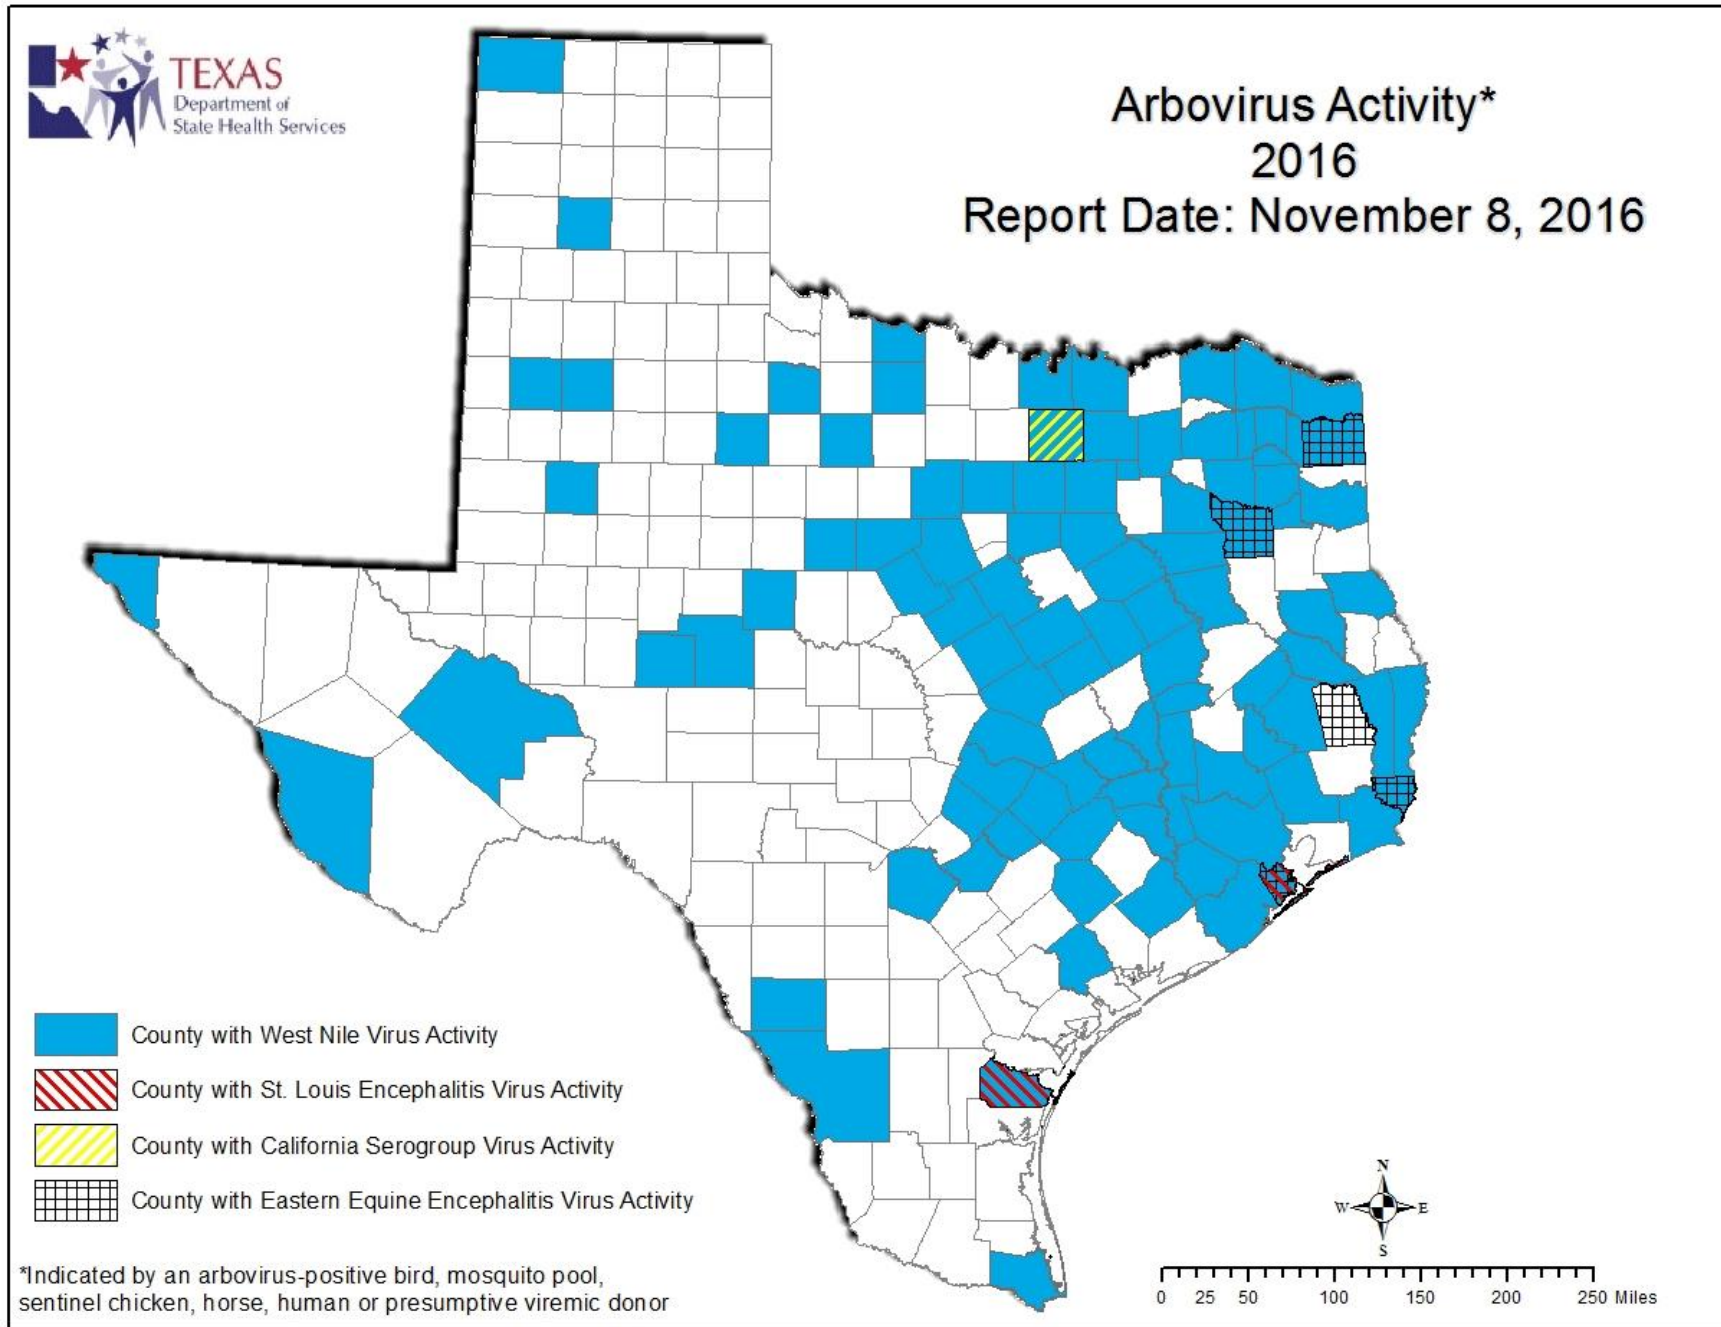 TEXAS
Department of
State Health Services
Arbovirus Activity*
2016
Report Date: November 8, 2016
County with West Nile Virus Activity
County with St. Louis Encephalitis Virus Activity
County with California Serogroup Virus Activity
County with Eastern Equine Encephalitis Virus Activity
*Indicated by an arbovirus-positive bird, mosquito pool,
sentinel chicken, horse, human or presumptive viremic donor
N
W E
S
0 25 50 100 150 200 250 Miles